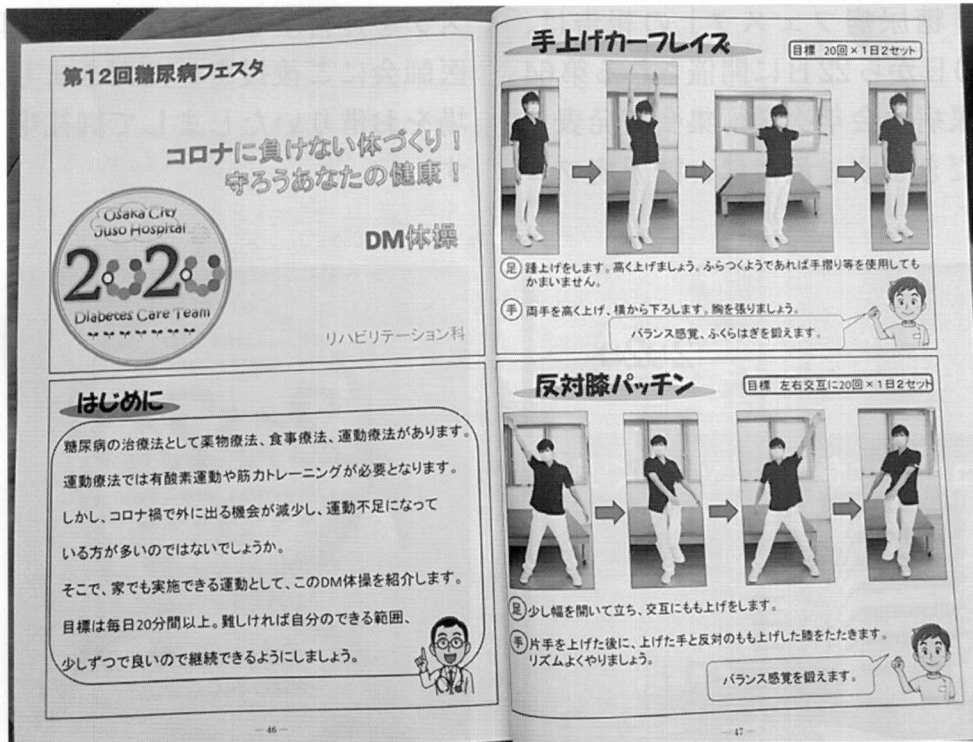 第12回糖尿病フェスタ
コロナに負けない体づくり！
守ろうあなたの健康！
Osaka City
Juso Hospital
2020
Diabetes Care Team
DM体操
リハビリテーション科
はじめに
糖尿病の治療法として薬物療法、食事療法、運動療法があります。
運動療法では有酸素運動や筋力トレーニングが必要となります。
しかし、コロナ禍で外に出る機会が減少し、運動不足になって
いる方が多いのではないでしょうか。
そこで、家でも実施できる運動として、このDM体操を紹介します。
目標は毎日20分間以上。難しければ自分のできる範囲、
少しずつで良いので継続できるようにしましょう。
— 46 —
手上げカーフレイズ
目標 20回×1日2セット
足 踵上げをします。高く上げましょう。ふらつくようであれば手摺り等を使用しても
かまいません。
手 両手を高く上げ、横から下ろします。胸を張りましょう。
バランス感覚、ふくらはぎを鍛えます。
反対膝パッチン
目標 左右交互に20回×1日2セット
足 少し幅を開いて立ち、交互にもも上げをします。
手 片手を上げた後に、上げた手と反対のもも上げした膝をたたきます。
リズムよくやりましょう。
バランス感覚を鍛えます。
— 47 —